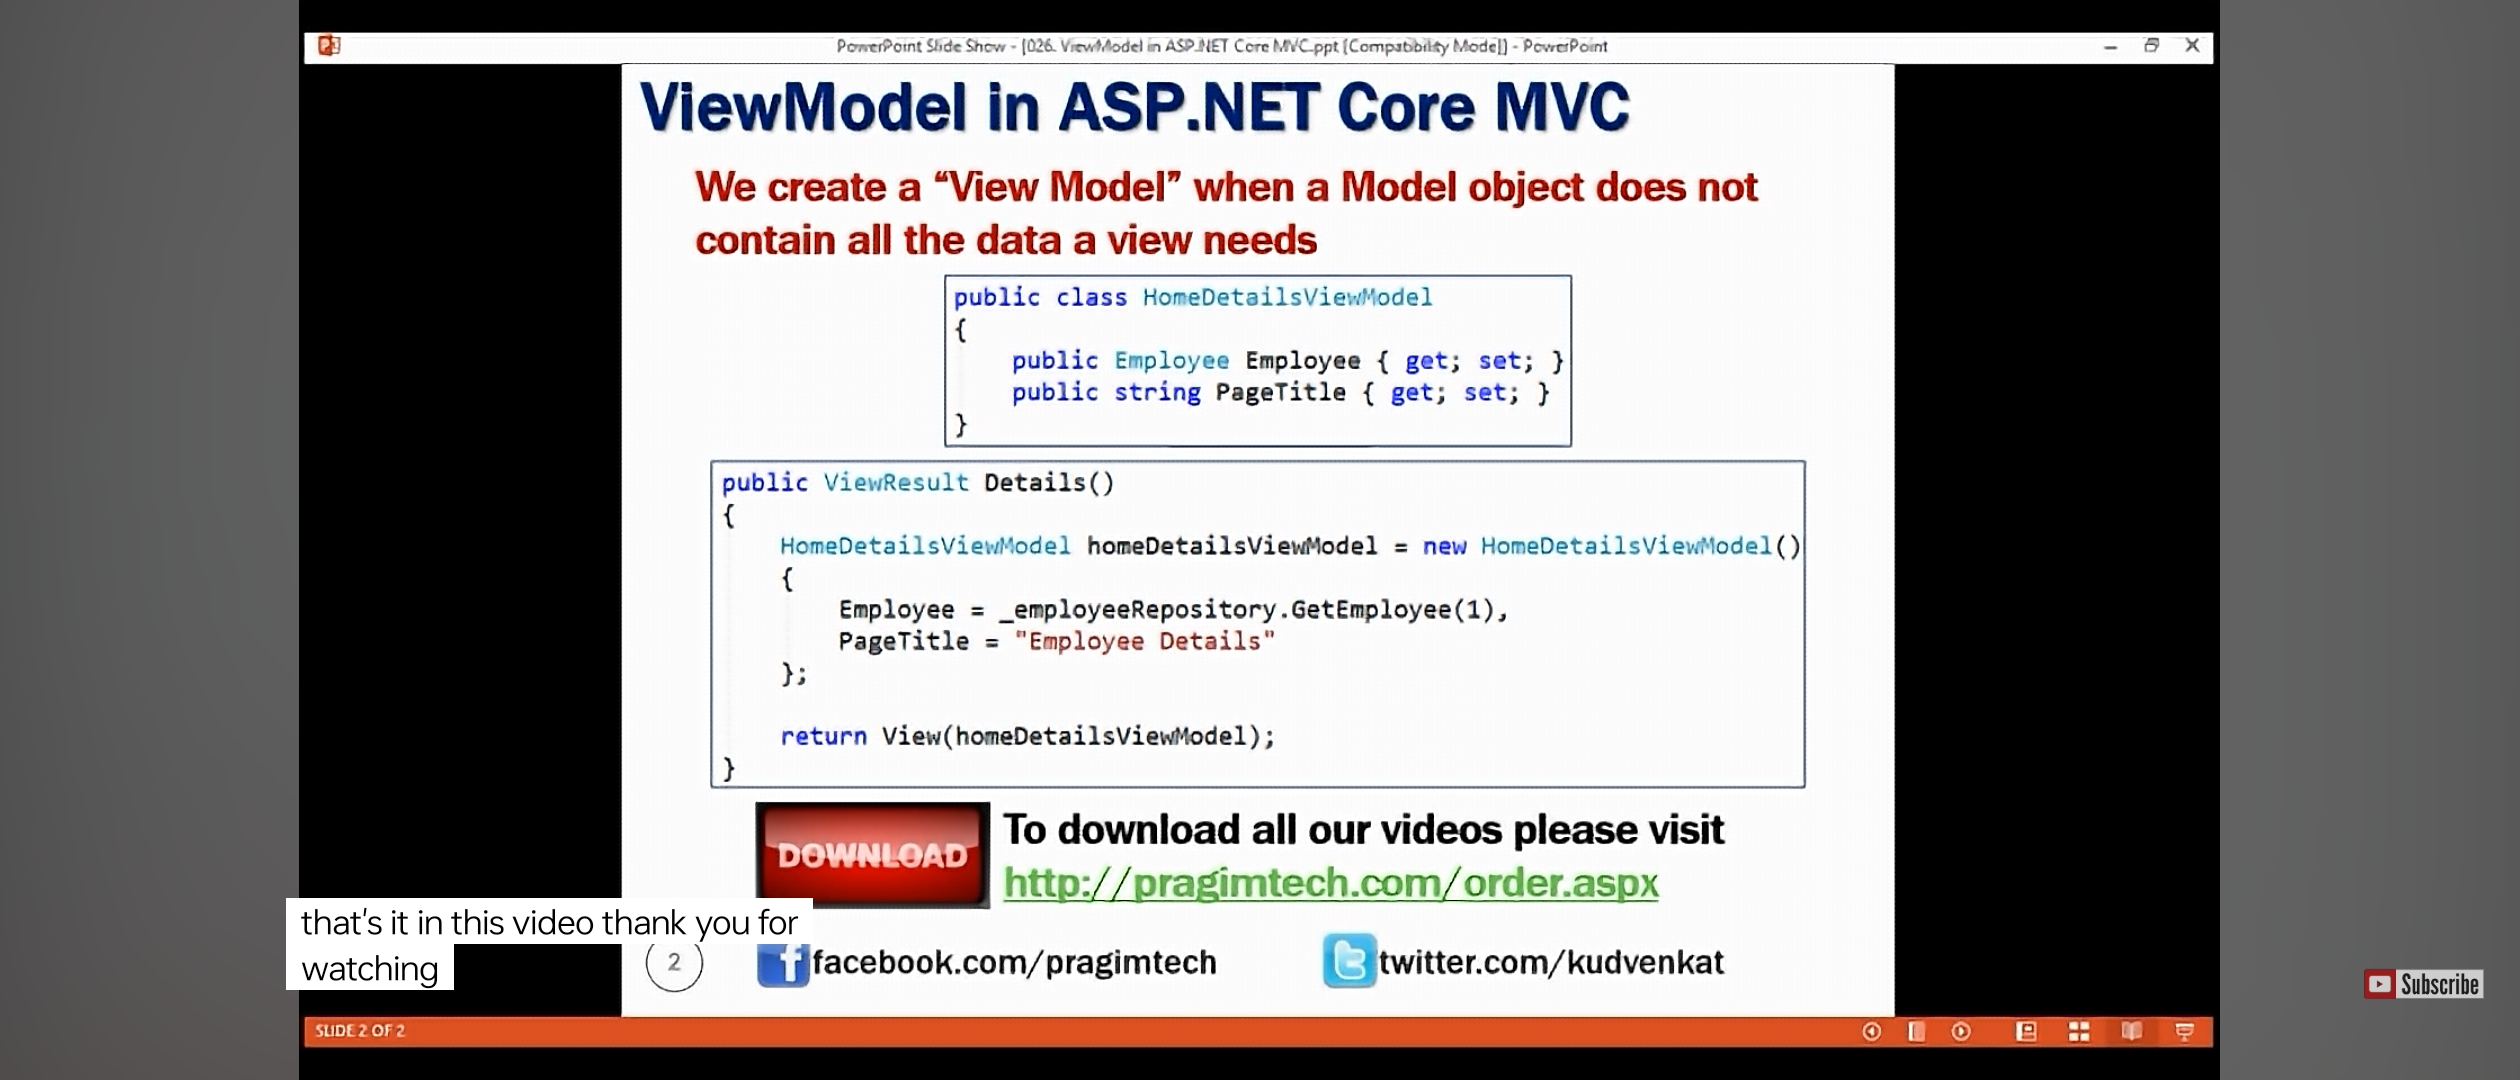 PowerPoint Slide Show - [026. ViewModel in ASP.NET Core MVC.ppt [Compatibility Mode]] - PowerPoint
ViewModel in ASP.NET Core MVC
We create a “View Model” when a Model object does not
contain all the data a view needs
public class HomeDetailsViewModel
{
public Employee Employee { get; set; }
public string PageTitle { get; set; }
}
public ViewResult Details()
{
HomeDetailsViewModel homeDetailsViewModel = new HomeDetailsViewModel()
{
Employee = _employeeRepository.GetEmployee(1),
PageTitle = "Employee Details"
};
return View(homeDetailsViewModel);
}
DOWNLOAD
To download all our videos please visit
http://pragimtech.com/order.aspx
that's it in this video thank you for
watching
2
facebook.com/pragimtech
twitter.com/kudvenkat
Subscribe
SLIDE 2 OF 2